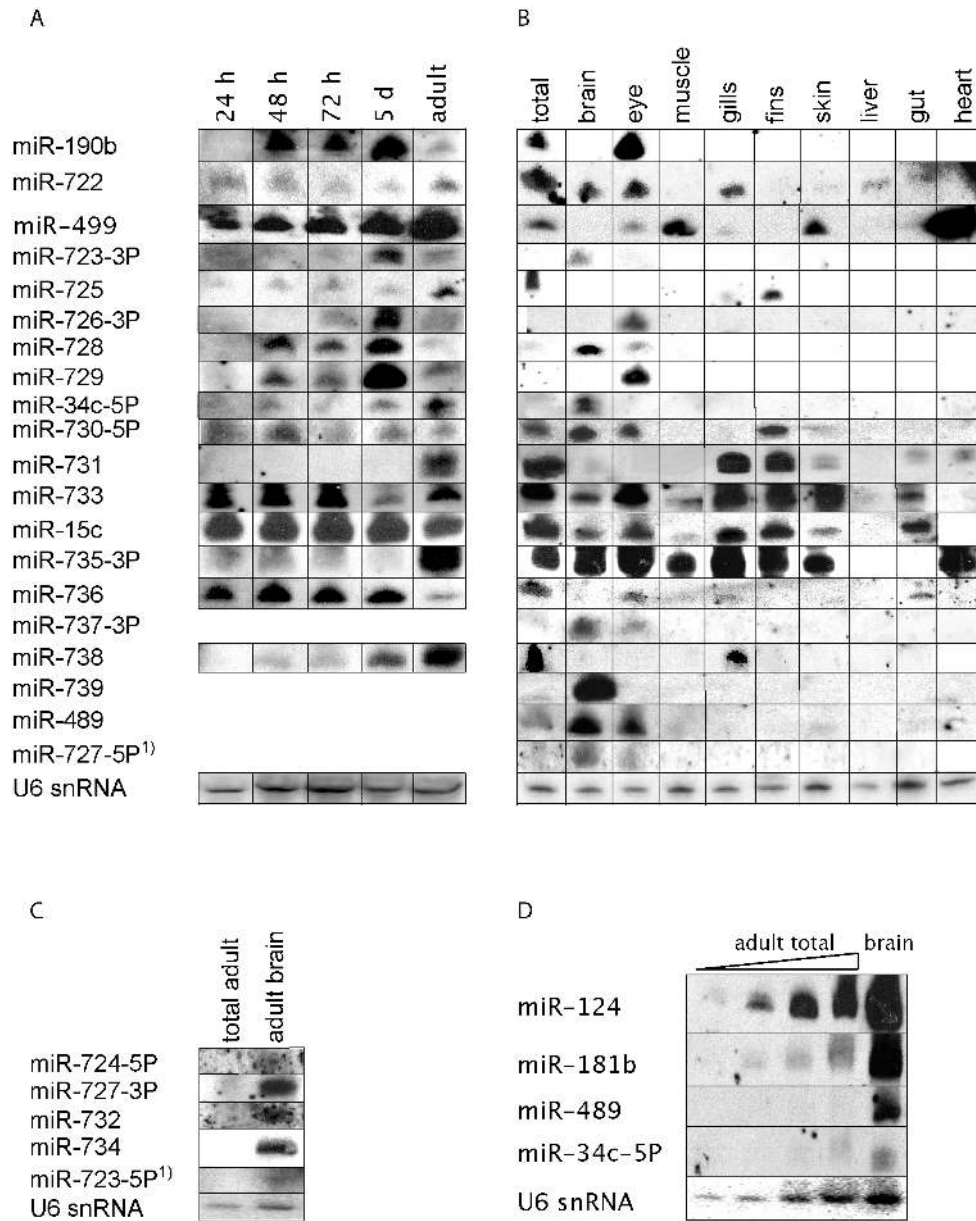 A
B
24 h 48 h 72 h 5 d adult
total brain eye muscle gills fins skin liver gut heart
miR-190b
miR-722
miR-499
miR-723-3P
miR-725
miR-726-3P
miR-728
miR-729
miR-34c-5P
miR-730-5P
miR-731
miR-733
miR-15c
miR-735-3P
miR-736
miR-737-3P
miR-738
miR-739
miR-489
miR-727-5P¹⁾
U6 snRNA
C
D
total adult adult brain
adult total brain
miR-724-5P
miR-727-3P
miR-732
miR-734
miR-723-5P¹⁾
U6 snRNA
miR-124
miR-181b
miR-489
miR-34c-5P
U6 snRNA